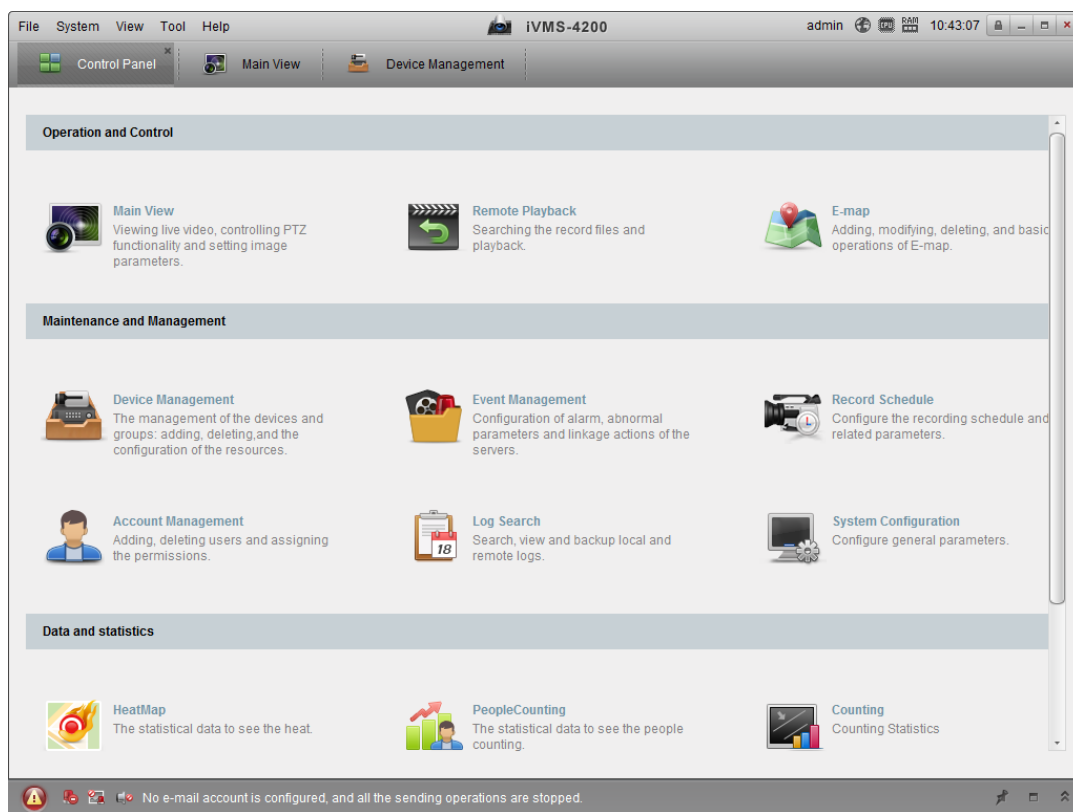 File System View Tool Help iVMS-4200 admin CPU RAM 10:43:07
Control Panel Main View Device Management
Operation and Control
Main View
Viewing live video, controlling PTZ
functionality and setting image
parameters.
Remote Playback
Searching the record files and
playback.
E-map
Adding, modifying, deleting, and basic
operations of E-map.
Maintenance and Management
Device Management
The management of the devices and
groups: adding, deleting,and the
configuration of the resources.
Event Management
Configuration of alarm, abnormal
parameters and linkage actions of the
servers.
Record Schedule
Configure the recording schedule and
related parameters.
Account Management
Adding, deleting users and assigning
the permissions.
18
Log Search
Search, view and backup local and
remote logs.
System Configuration
Configure general parameters.
Data and statistics
HeatMap
The statistical data to see the heat.
PeopleCounting
The statistical data to see the people
counting.
Counting
Counting Statistics
No e-mail account is configured, and all the sending operations are stopped.